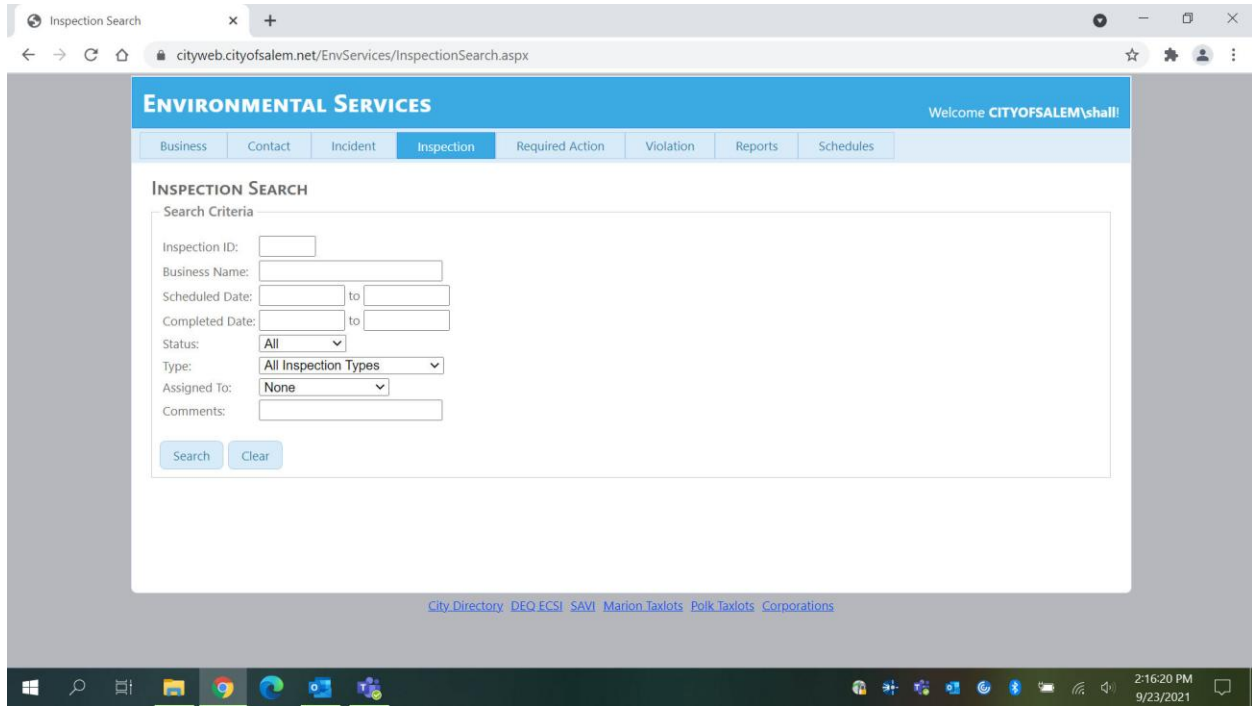 Inspection Search
cityweb.cityofsalem.net/EnvServices/InspectionSearch.aspx
ENVIRONMENTAL SERVICES
Welcome CITYOFSALEM\shall!
Business Contact Incident Inspection Required Action Violation Reports Schedules
INSPECTION SEARCH
Search Criteria
Inspection ID:
Business Name:
Scheduled Date: to
Completed Date: to
Status: All
Type: All Inspection Types
Assigned To: None
Comments:
Search Clear
City Directory DEQ ECSI SAVI Marion Taxlots Polk Taxlots Corporations
2:16:20 PM
9/23/2021